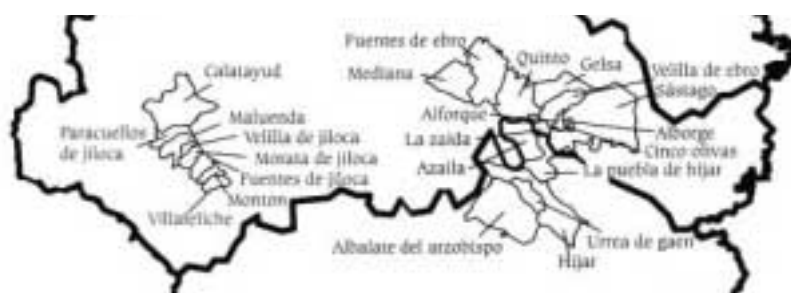 Puentes de ebro
Quinto
Gelsa
Calatayud
Mediana
Velilla de ebro
Sástago
Alforque
Maluenda
Paracuellos
de jiloca
Velilla de jiloca
La zaida
Alborge
Morata de jiloca
Cinco olivas
Azaila
La puebla de hijar
Fuentes de jiloca
Monton
Villafeliche
Albalate del arzobispo
Urrea de gaen
Hijar